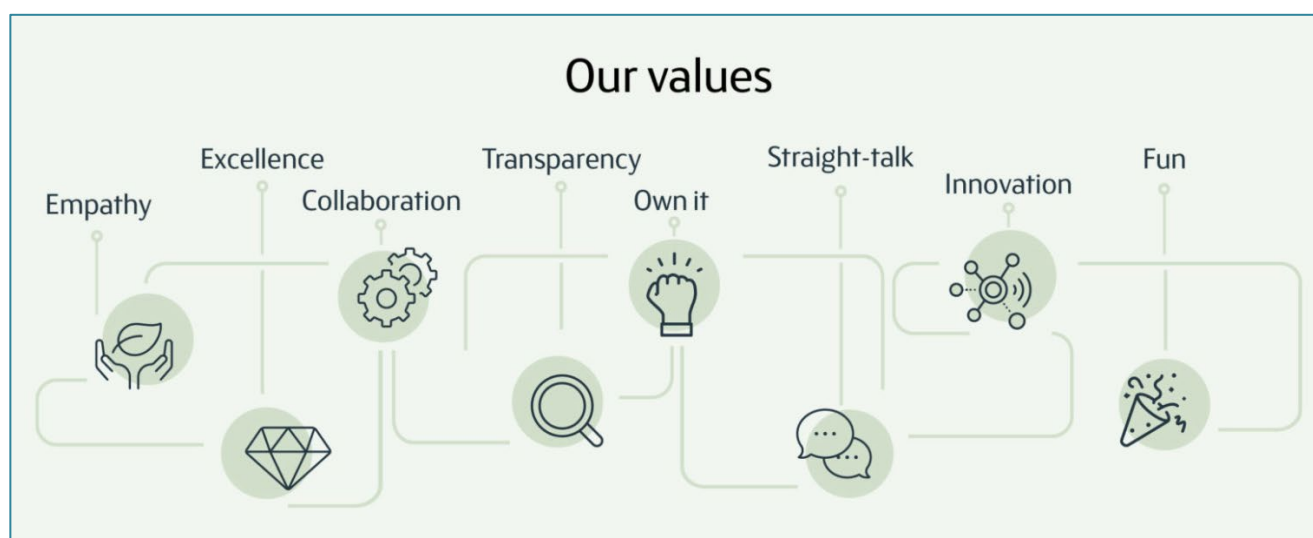 Our values
Empathy
Excellence
Collaboration
Transparency
Own it
Straight-talk
Innovation
Fun